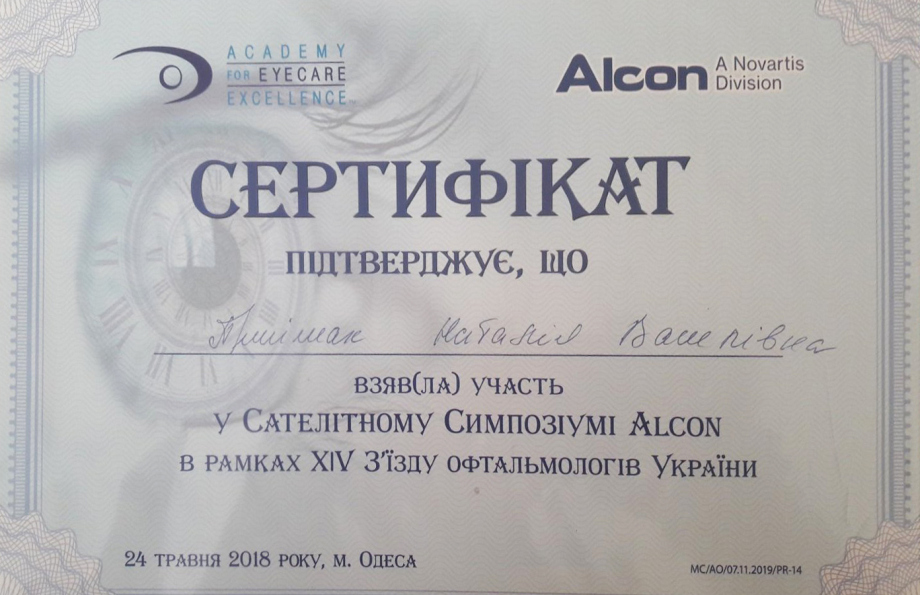 ACADEMY
FOR EYECARE
EXCELLENCE
Alcon A Novartis
Division
СЕРТИФІКАТ
ПІДТВЕРДЖУЄ, ЩО
Приймак Наталія Василівна
ВЗЯВ(ЛА) УЧАСТЬ
У САТЕЛІТНОМУ СИМПОЗІУМІ ALCON
В РАМКАХ XIV З'ЇЗДУ ОФТАЛЬМОЛОГІВ УКРАЇНИ
24 ТРАВНЯ 2018 РОКУ, М. ОДЕСА
MC/AO/07.11.2019/PR-14